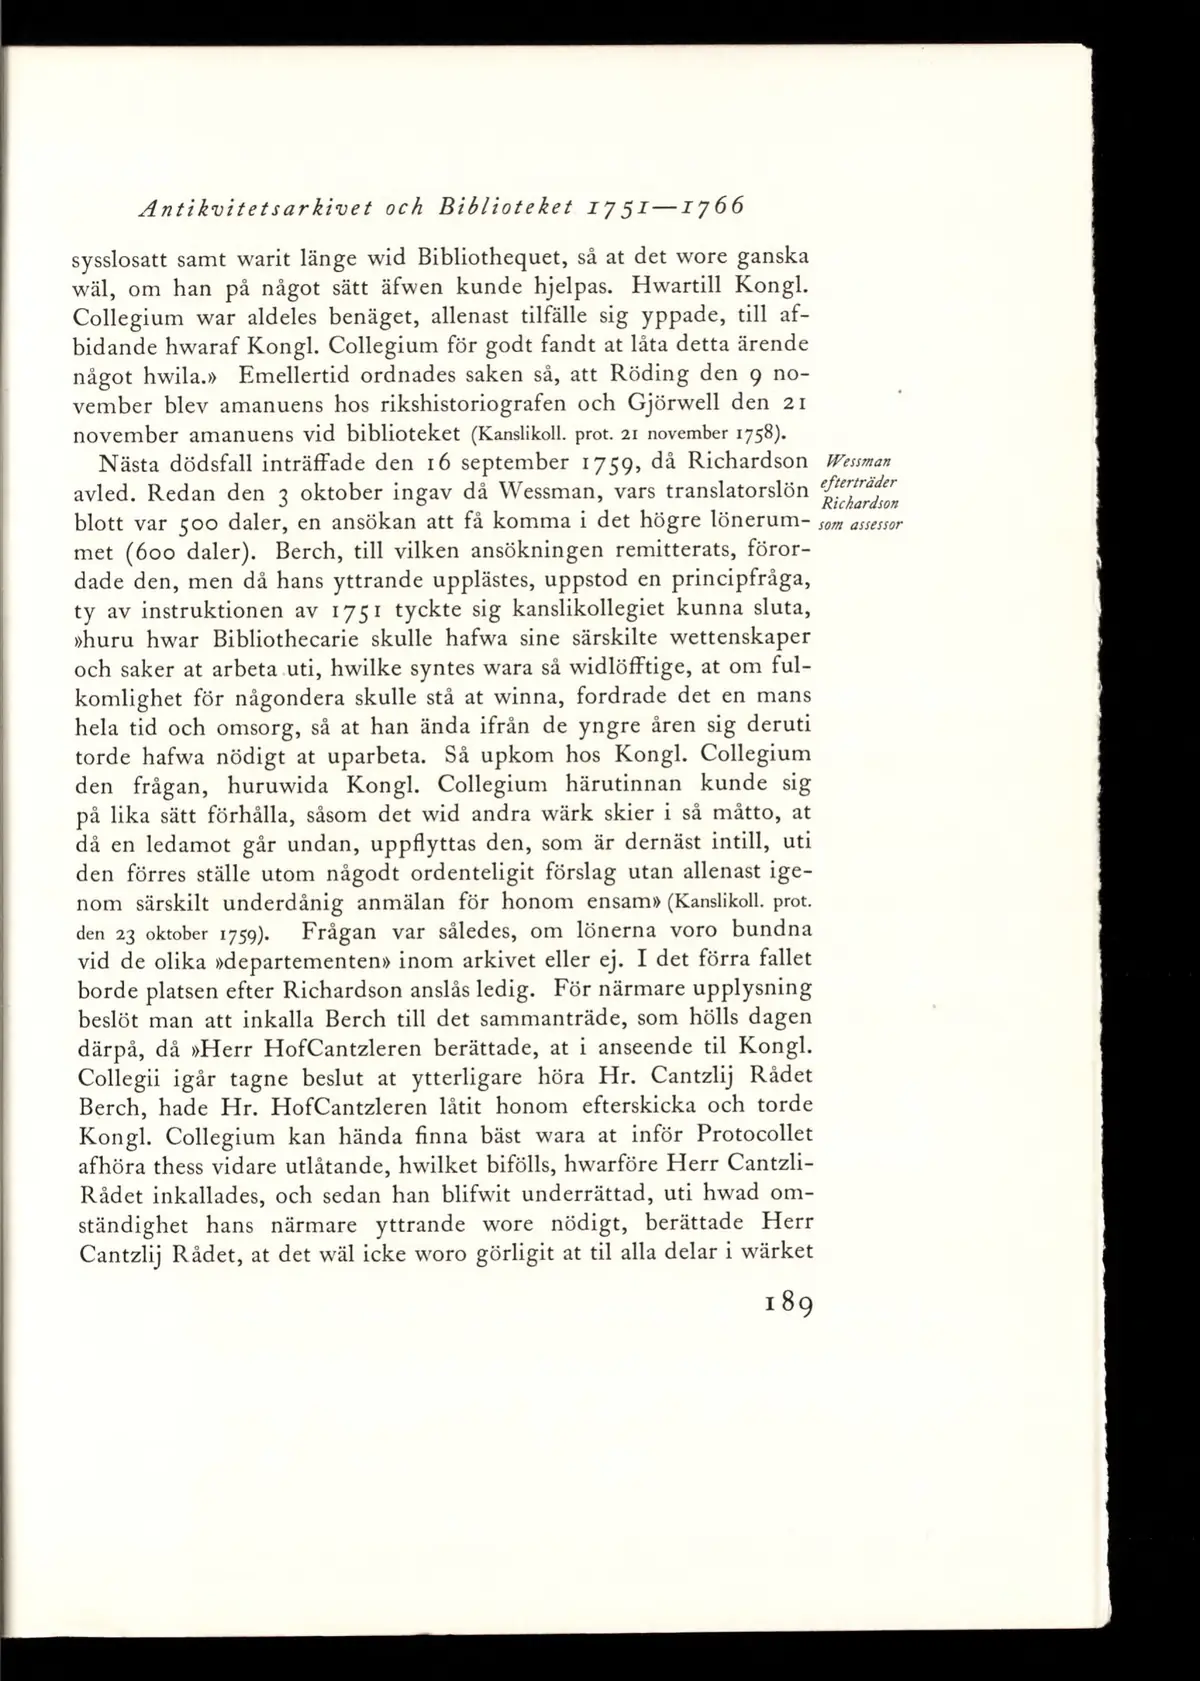 Antikvitetsarkivet och Biblioteket 1751—1766
sysslosatt samt warit länge wid Bibliothequet, så at det wore ganska
wäl, om han på något sätt äfwen kunde hjelpas. Hwartill Kongl.
Collegium war aldeles benäget, allenast tilfälle sig yppade, till af-
bidande hwaraf Kongl. Collegium för godt fandt at låta detta ärende
något hwila.» Emellertid ordnades saken så, att Röding den 9 no-
vember blev amanuens hos rikshistoriografen och Gjörwell den 21
november amanuens vid biblioteket (Kanslikoll. prot. 21 november 1758).
Nästa dödsfall inträffade den 16 september 1759, då Richardson
avled. Redan den 3 oktober ingav då Wessman, vars translatorslön
blott var 500 daler, en ansökan att få komma i det högre lönerum-
met (600 daler). Berch, till vilken ansökningen remitterats, föror-
dade den, men då hans yttrande upplästes, uppstod en principfråga,
ty av instruktionen av 1751 tyckte sig kanslikollegiet kunna sluta,
»huru hwar Bibliothecarie skulle hafwa sine särskilte wettenskaper
och saker at arbeta uti, hwilke syntes wara så widlöfftige, at om ful-
komlighet för någondera skulle stå at winna, fordrade det en mans
hela tid och omsorg, så at han ända ifrån de yngre åren sig deruti
torde hafwa nödigt at uparbeta. Så upkom hos Kongl. Collegium
den frågan, huruwida Kongl. Collegium härutinnan kunde sig
på lika sätt förhålla, såsom det wid andra wärk skier i så måtto, at
då en ledamot går undan, uppflyttas den, som är dernäst intill, uti
den förres ställe utom någodt ordenteligit förslag utan allenast ige-
nom särskilt underdånig anmälan för honom ensam» (Kanslikoll. prot.
den 23 oktober 1759). Frågan var således, om lönerna voro bundna
vid de olika »departementen» inom arkivet eller ej. I det förra fallet
borde platsen efter Richardson anslås ledig. För närmare upplysning
beslöt man att inkalla Berch till det sammanträde, som hölls dagen
därpå, då »Herr HofCantzleren berättade, at i anseende til Kongl.
Collegii igår tagne beslut at ytterligare höra Hr. Cantzlij Rådet
Berch, hade Hr. HofCantzleren låtit honom efterskicka och torde
Kongl. Collegium kan hända finna bäst wara at inför Protocollet
afhöra thess vidare utlåtande, hwilket bifölls, hwarföre Herr Cantzli-
Rådet inkallades, och sedan han blifwit underrättad, uti hwad om-
ständighet hans närmare yttrande wore nödigt, berättade Herr
Cantzlij Rådet, at det wäl icke woro görligit at til alla delar i wärket
Wessman
efterträder
Richardson
som assessor
189